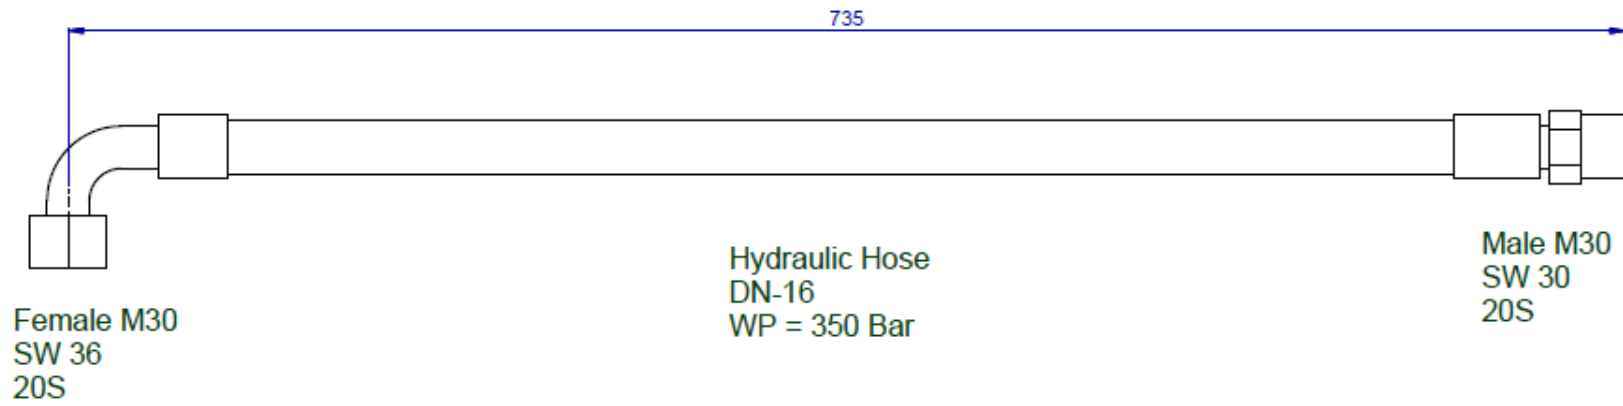 735
Hydraulic Hose
DN-16
WP = 350 Bar
Male M30
SW 30
20S
Female M30
SW 36
20S